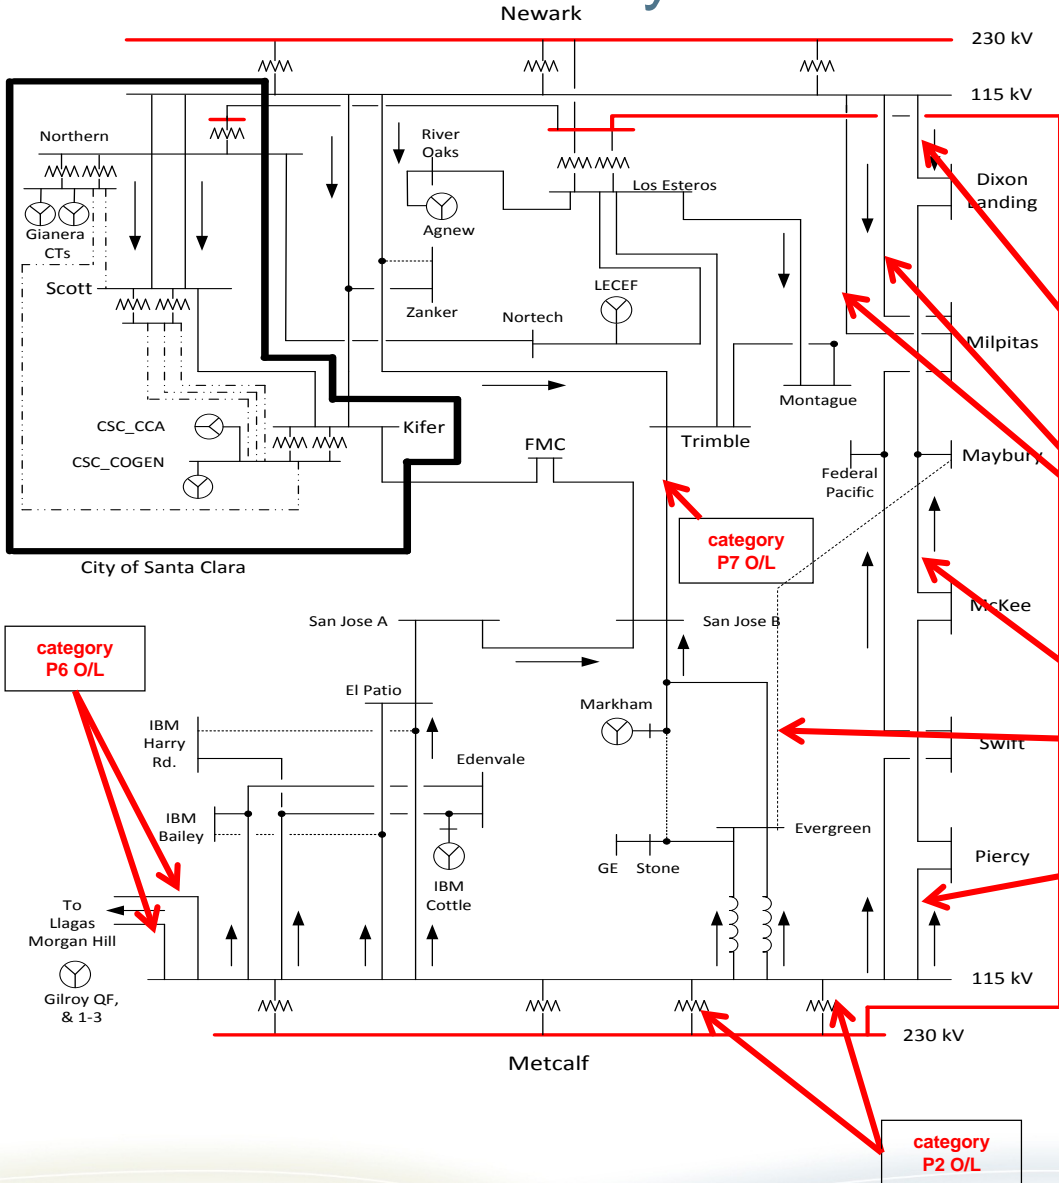 Newark
230 kV
115 kV
Northern
River
Oaks
Los Esteros
Dixon
Landing
Agnew
Gianera
CTs
Scott
Zanker
LECEF
Nortech
Milpitas
Montague
CSC_CCA
Kifer
Trimble
FMC
CSC_COGEN
Maybury
Federal
Pacific
category
P7 O/L
City of Santa Clara
McKee
San Jose A
San Jose B
category
P6 O/L
El Patio
Markham
IBM
Harry
Rd.
Swift
Edenvale
IBM
Bailey
Evergreen
GE
Stone
Piercy
IBM
Cottle
To
Llagas
Morgan Hill
Gilroy QF,
& 1-3
115 kV
230 kV
Metcalf
category
P2 O/L